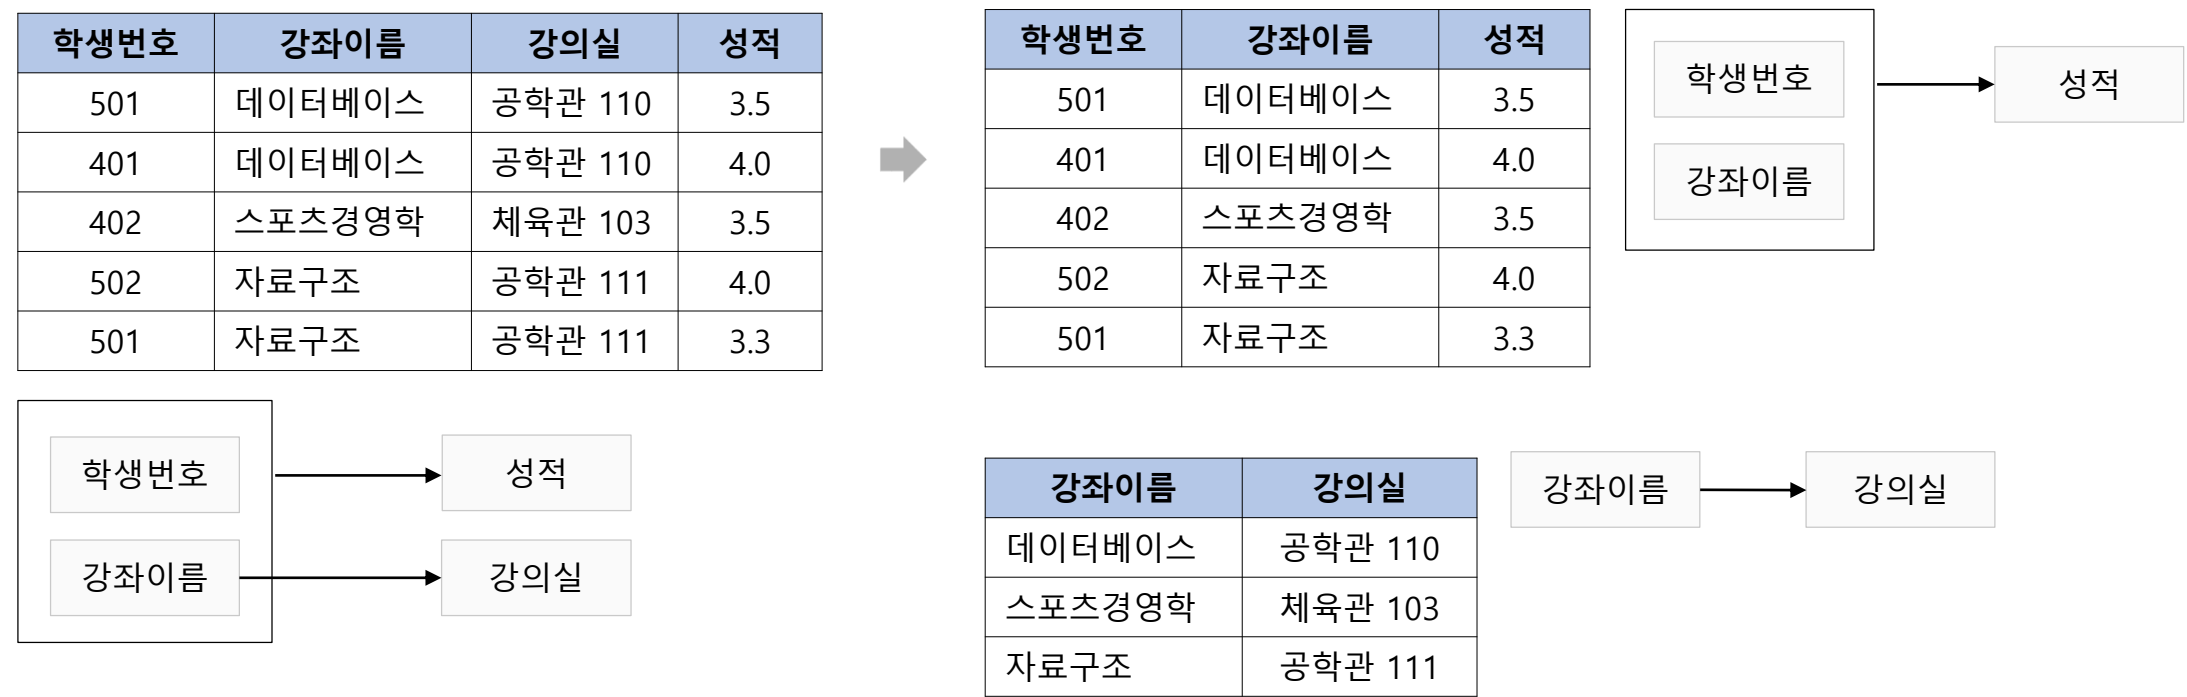 학생번호 강좌이름 강의실 성적
501 데이터베이스 공학관 110 3.5
401 데이터베이스 공학관 110 4.0
402 스포츠경영학 체육관 103 3.5
502 자료구조 공학관 111 4.0
501 자료구조 공학관 111 3.3
학생번호 성적
강좌이름 강의실
학생번호 강좌이름 성적
501 데이터베이스 3.5
401 데이터베이스 4.0
402 스포츠경영학 3.5
502 자료구조 4.0
501 자료구조 3.3
학생번호 성적
강좌이름
강좌이름 강의실
데이터베이스 공학관 110
스포츠경영학 체육관 103
자료구조 공학관 111
강좌이름 강의실